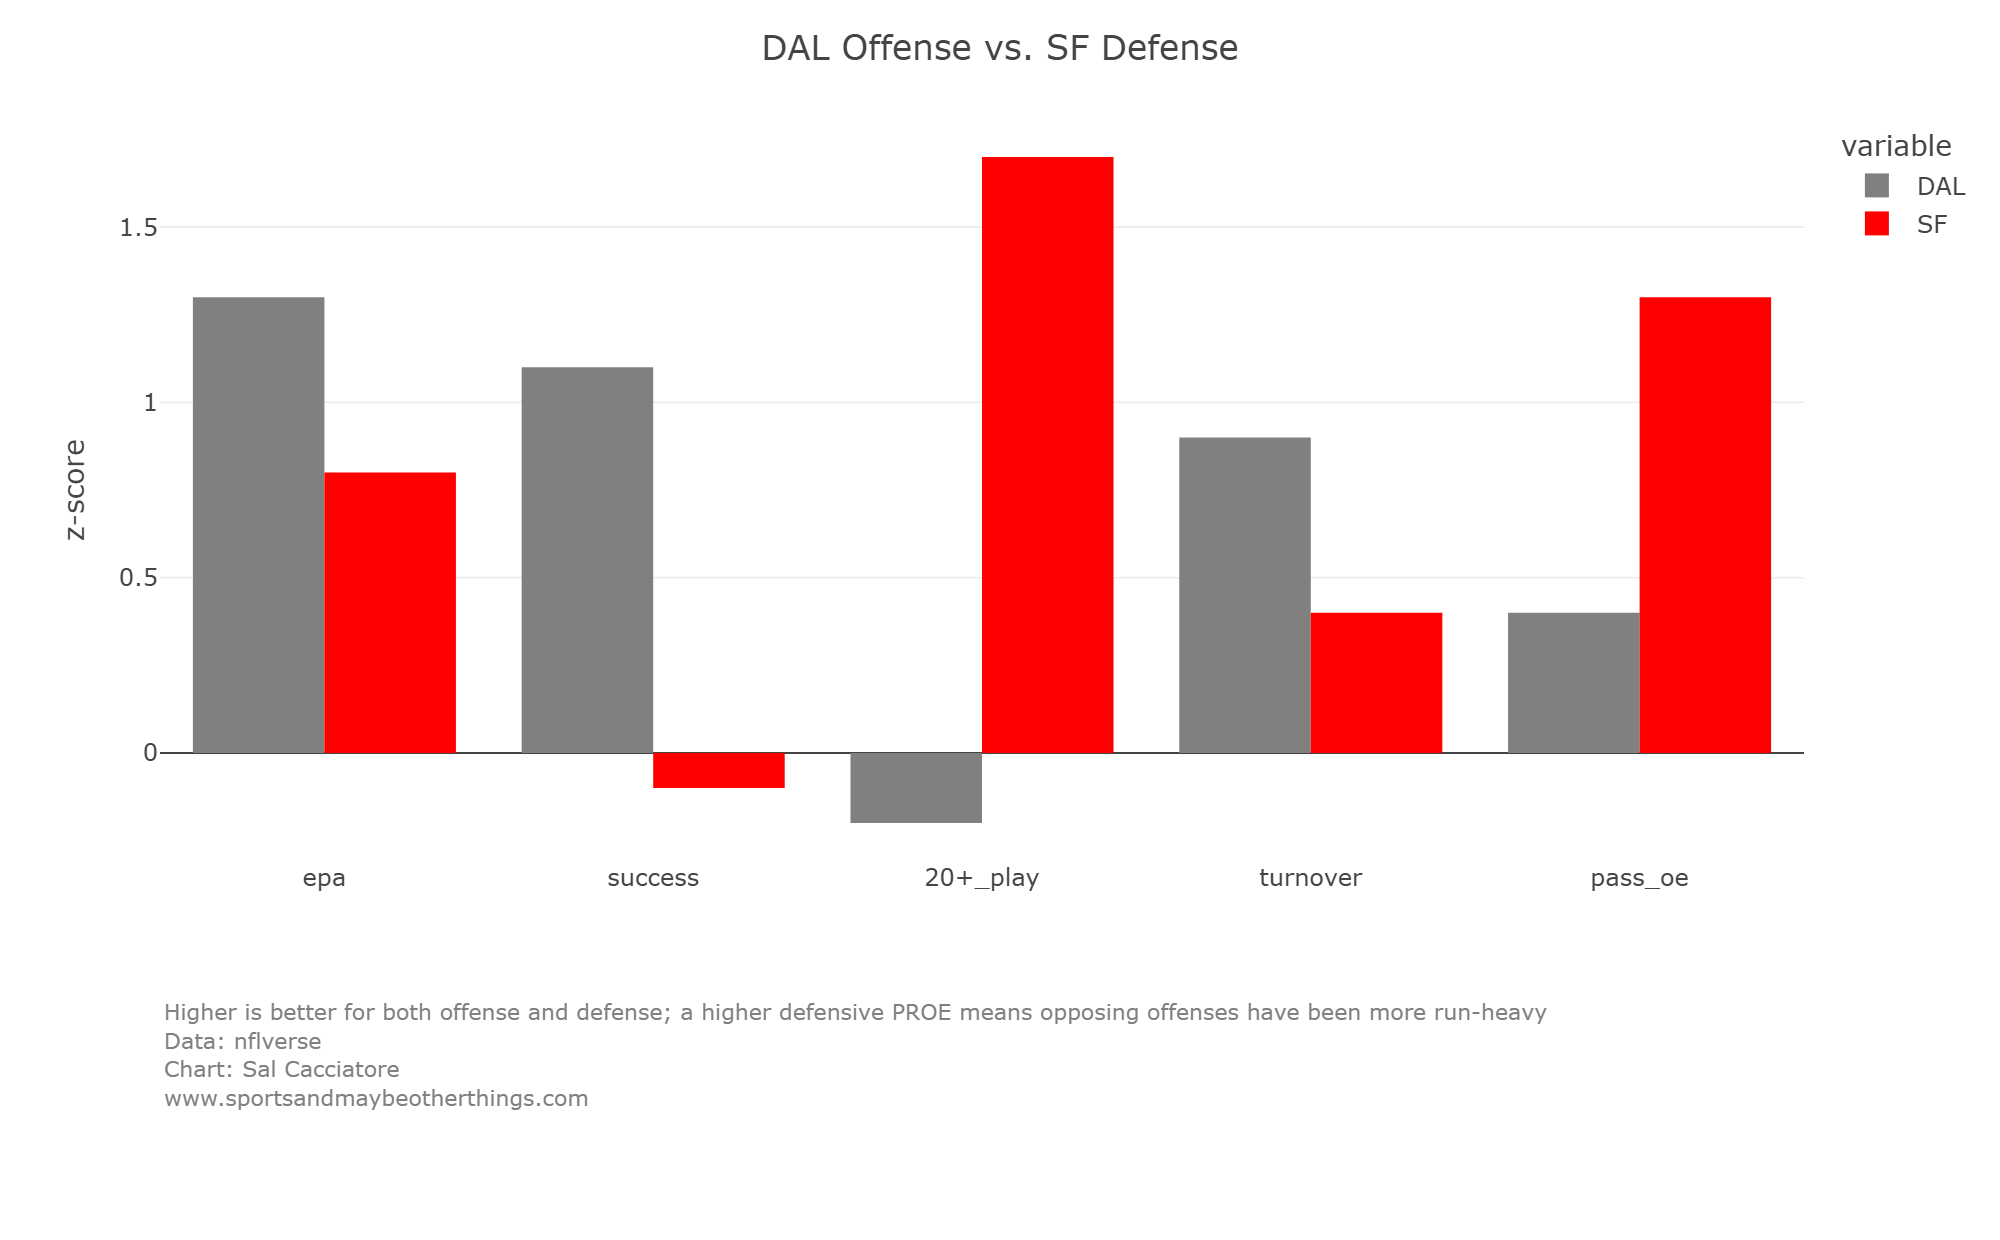 DAL Offense vs. SF Defense
variable
DAL
SF
1.5
1
0.5
0
z-score
epa success 20+_play turnover pass_oe
Higher is better for both offense and defense; a higher defensive PROE means opposing offenses have been more run-heavy
Data: nflverse
Chart: Sal Cacciatore
www.sportsandmaybeotherthings.com